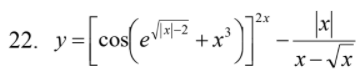 22. y = [cos(e^{√(|x|−2)} + x³)]^{2x} − |x| / (x − √x)